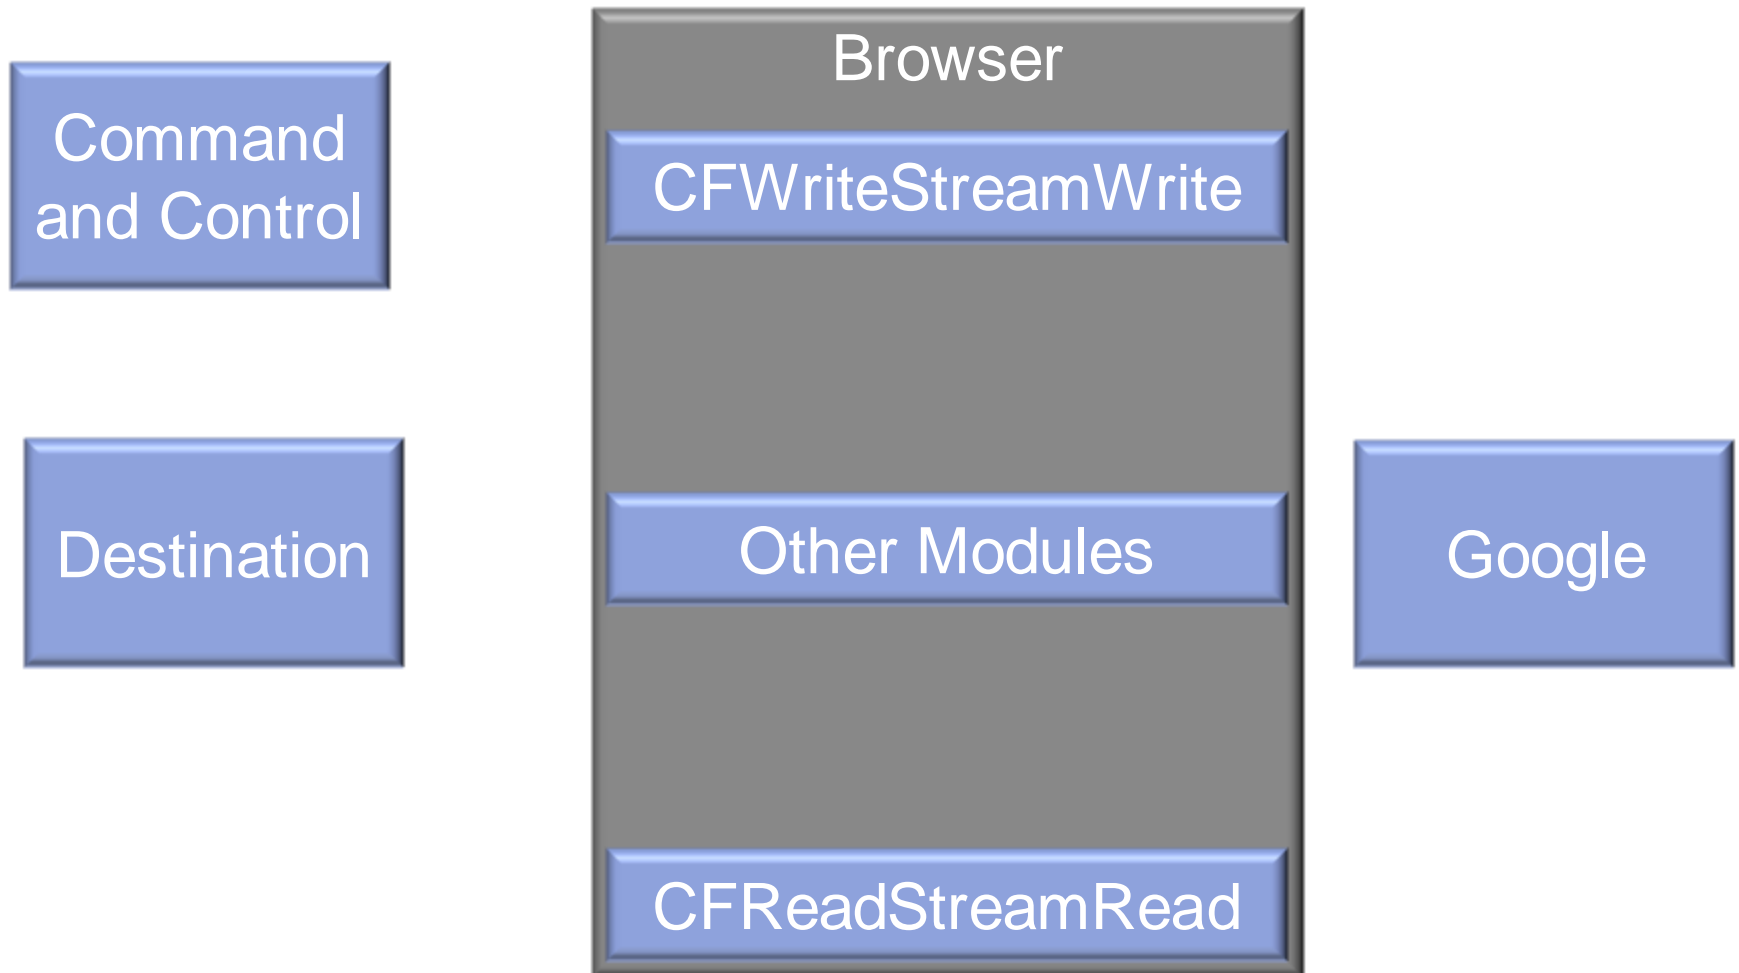 Browser
Command
and Control
CFWriteStreamWrite
Destination
Other Modules
Google
CFReadStreamRead